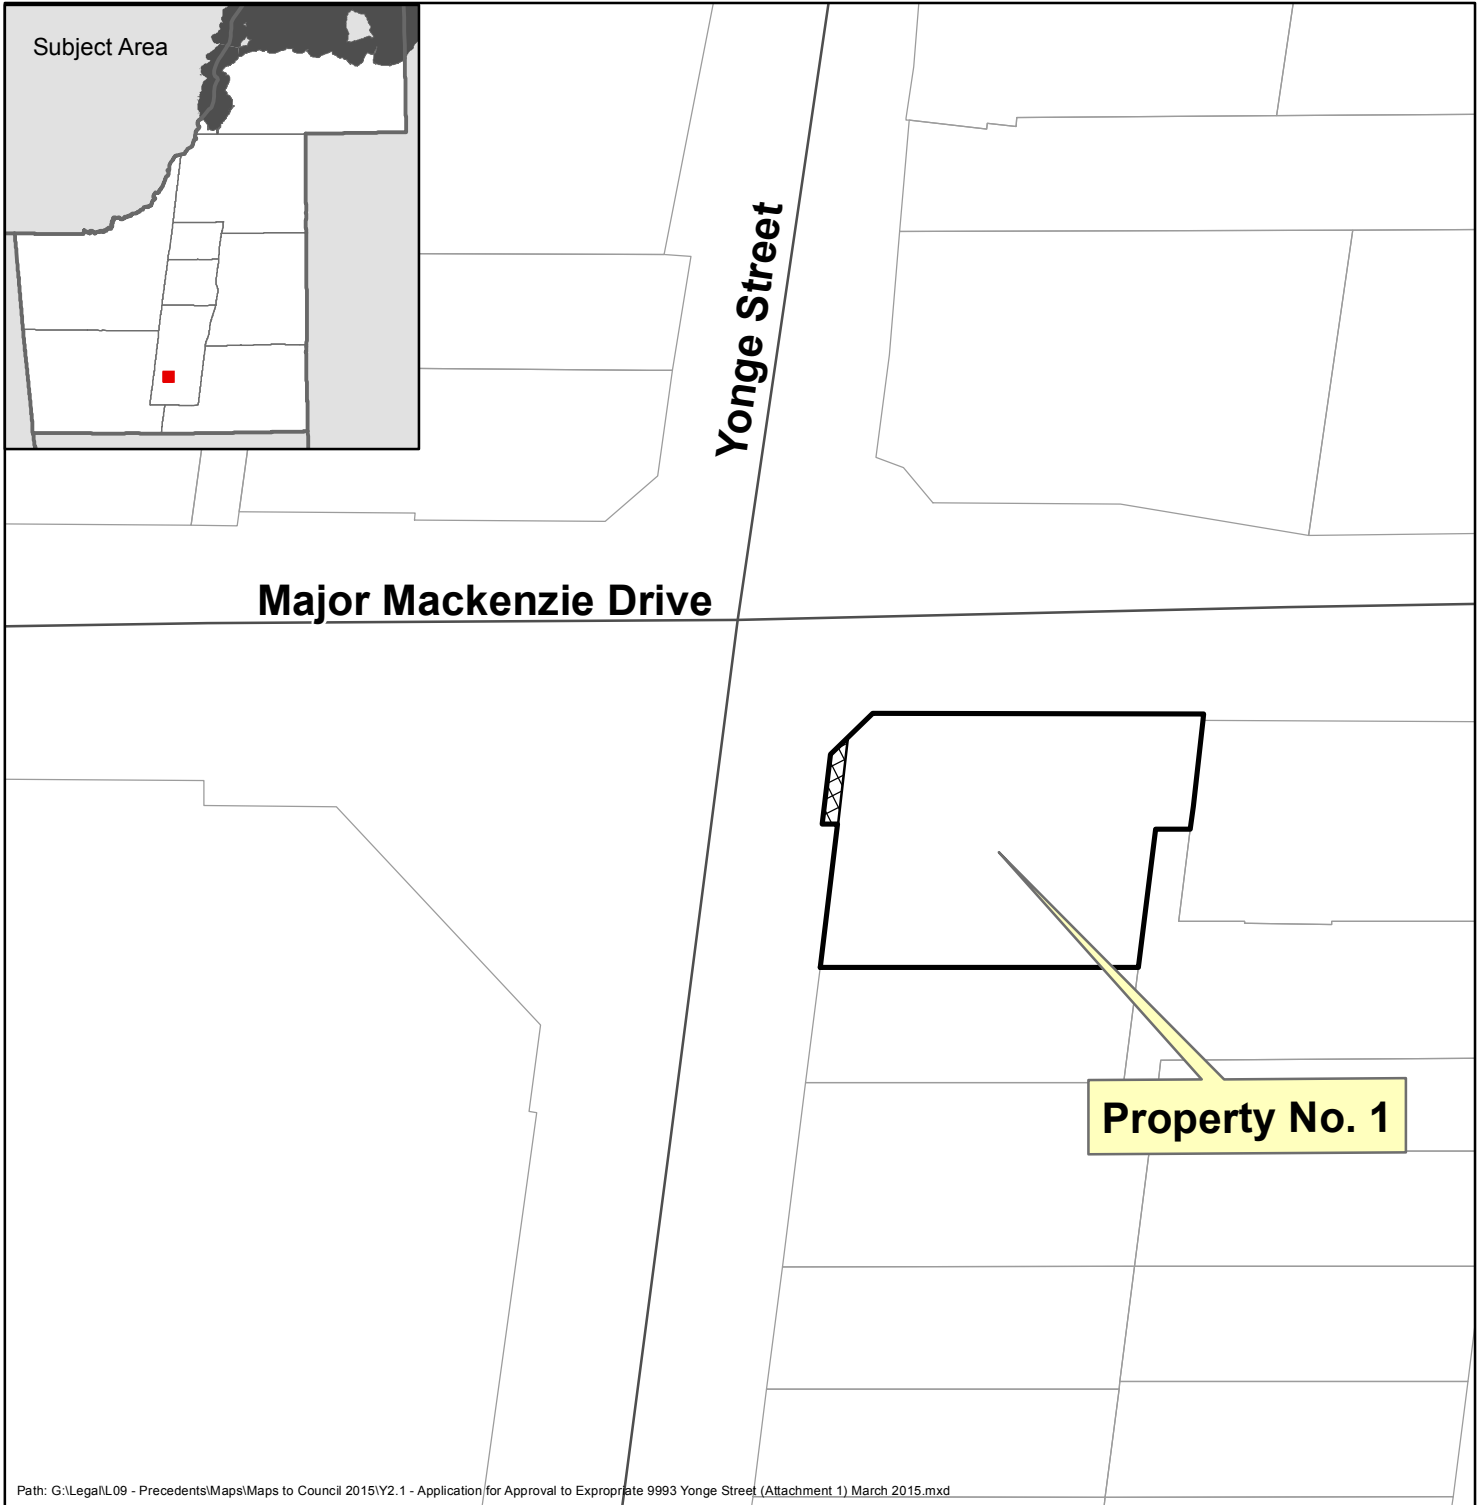 Subject Area
Yonge Street
Major Mackenzie Drive
Property No. 1
Path: G:\Legal\L09 - Precedents\Maps\Maps to Council 2015\Y2.1 - Application for Approval to Expropriate 9993 Yonge Street (Attachment 1) March 2015.mxd